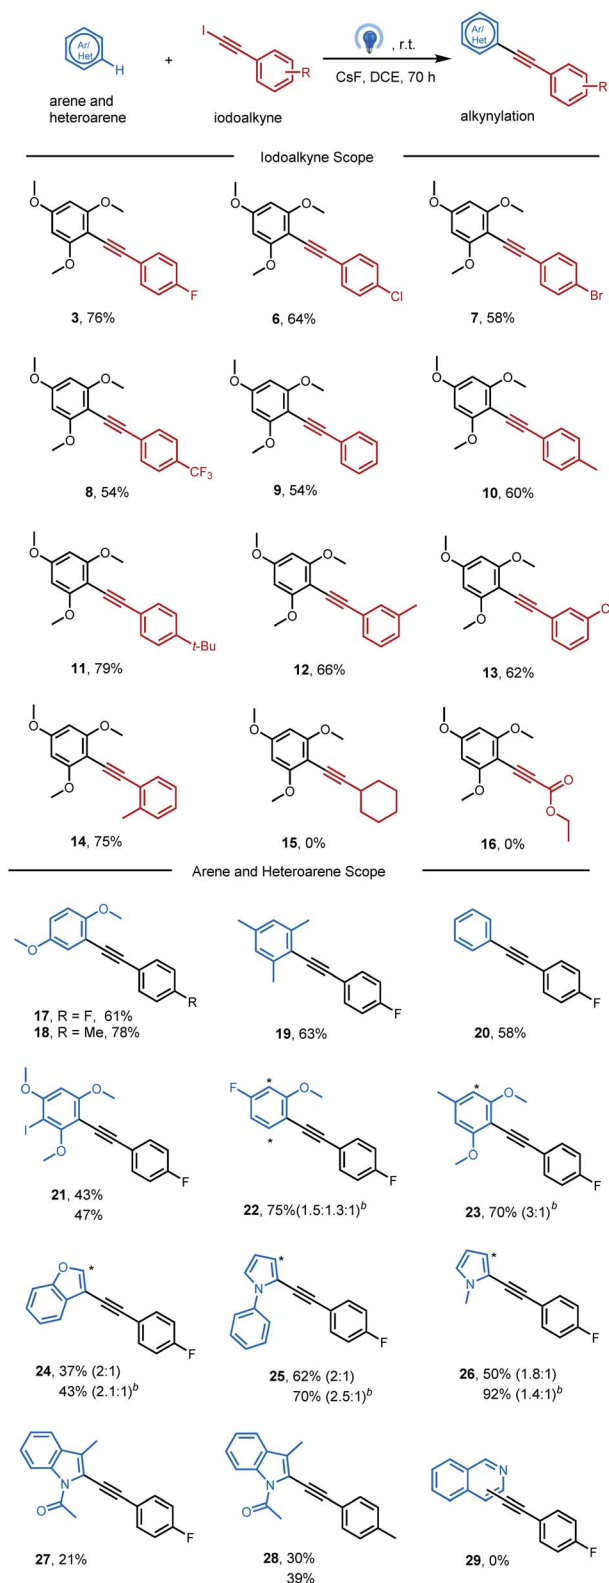 Ar/
Het
H
+
I
R
, r.t.
CsF, DCE, 70 h
Ar/
Het
R
arene and
heteroarene
iodoalkyne
alkynylation
Iodoalkyne Scope
O O O F
3, 76%
O O O Cl
6, 64%
O O O Br
7, 58%
O O O CF3
8, 54%
O O O
9, 54%
O O O
10, 60%
O O O t-Bu
11, 79%
O O O
12, 66%
O O O C
13, 62%
O O O
14, 75%
O O O
15, 0%
O O O O O
16, 0%
Arene and Heteroarene Scope
O O R
17, R = F, 61%
18, R = Me, 78%
F
19, 63%
F
20, 58%
O O I O F
21, 43%
47%
F * O * F
22, 75%(1.5:1.3:1)b
* O O F
23, 70% (3:1)b
O * F
24, 37% (2:1)
43% (2.1:1)b
* N F
25, 62% (2:1)
70% (2.5:1)b
* N F
26, 50% (1.8:1)
92% (1.4:1)b
N O F
27, 21%
N O
28, 30%
39%
N F
29, 0%